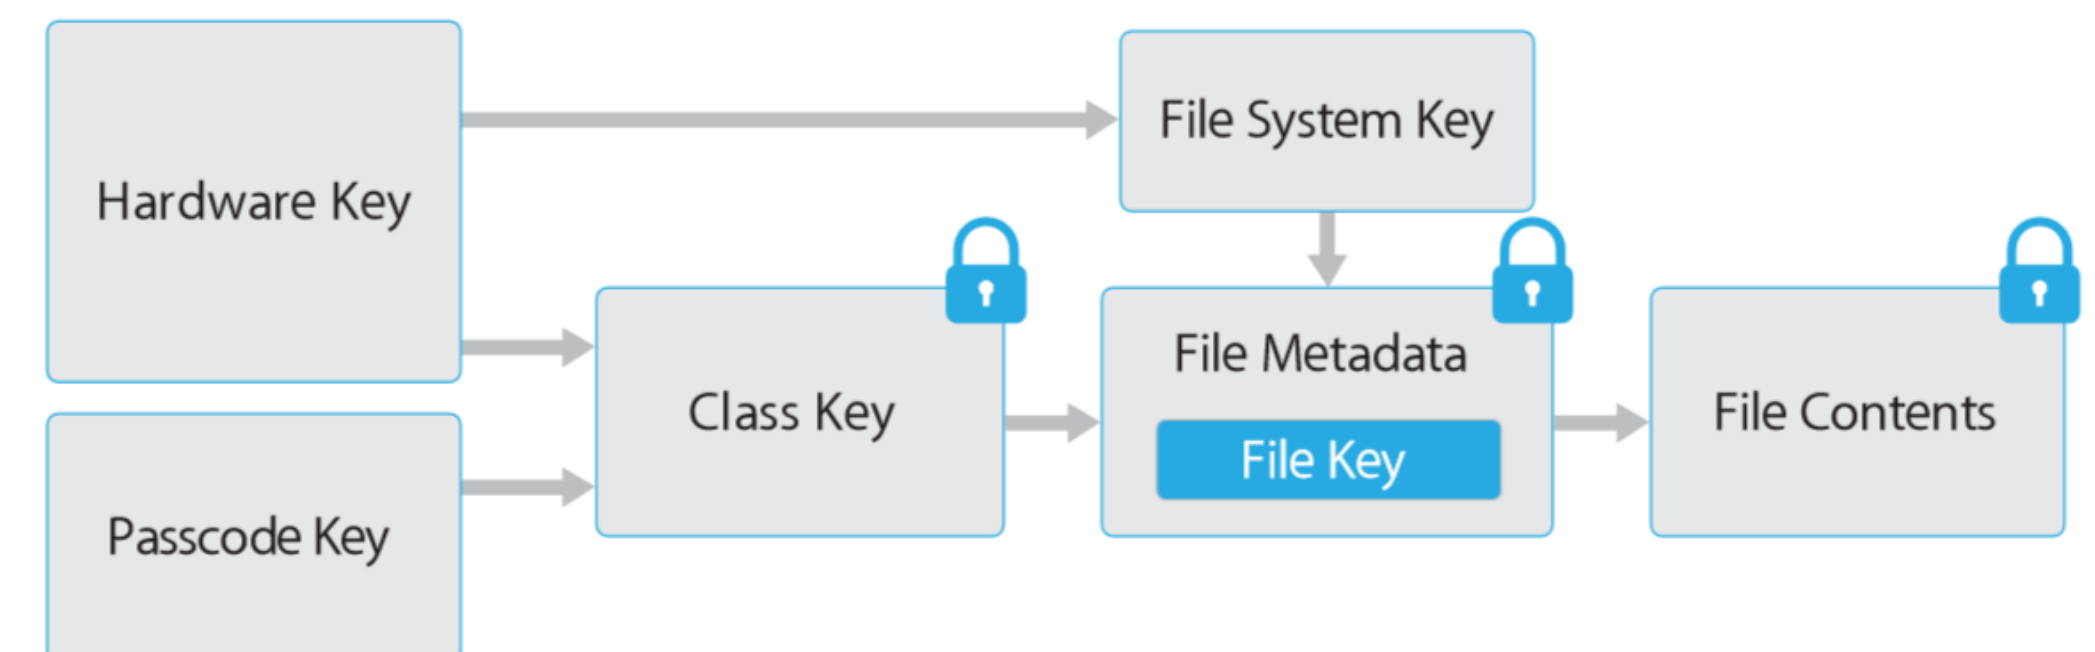 Hardware Key
File System Key
Passcode Key
Class Key
File Metadata
File Key
File Contents